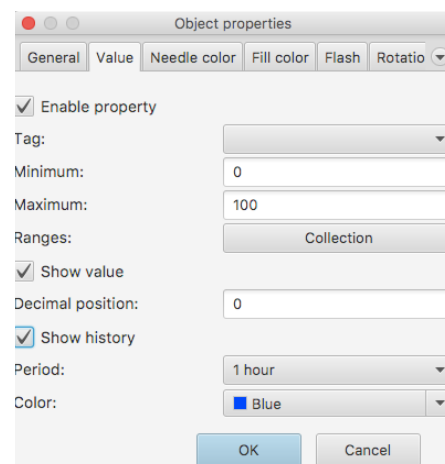 Object properties
General Value Needle color Fill color Flash Rotatio
Enable property
Tag:
Minimum: 0
Maximum: 100
Ranges: Collection
Show value
Decimal position: 0
Show history
Period: 1 hour
Color: Blue
OK Cancel